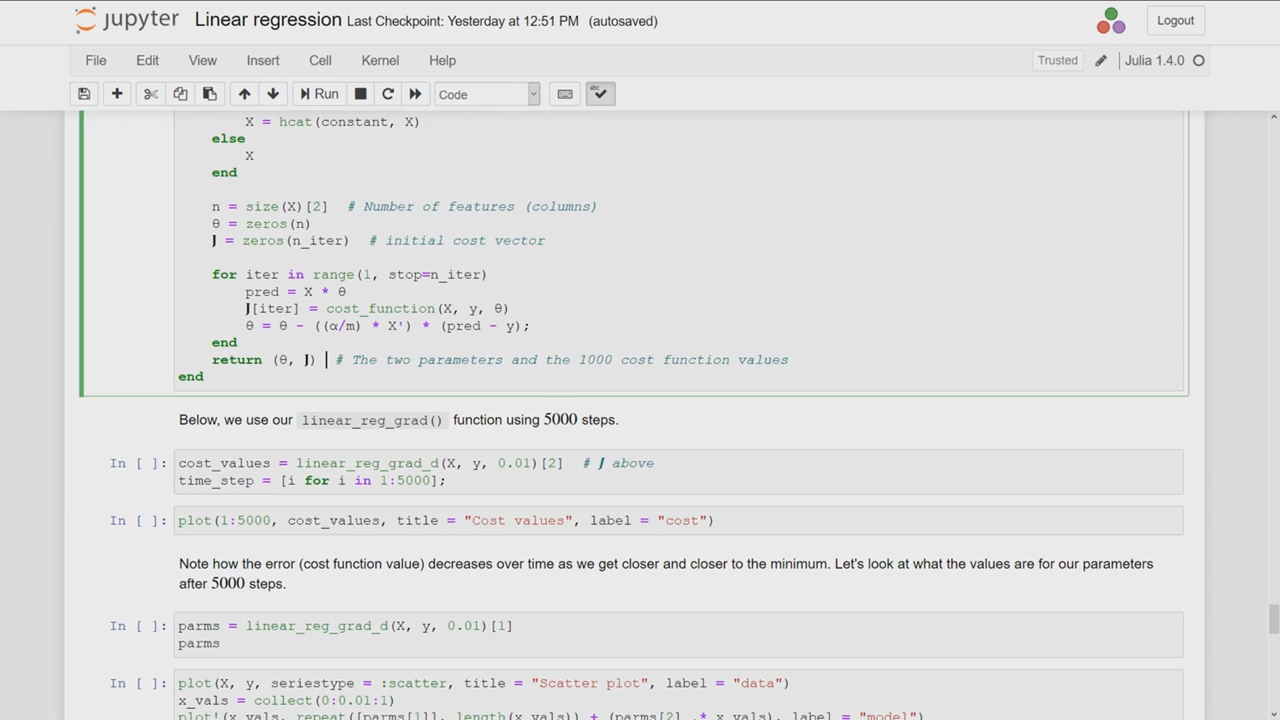 jupyter Linear regression Last Checkpoint: Yesterday at 12:51 PM (autosaved) Logout
File Edit View Insert Cell Kernel Help Trusted Julia 1.4.0
Run Code
X = hcat(constant, X)
else
X
end
n = size(X)[2] # Number of features (columns)
θ = zeros(n)
J = zeros(n_iter) # initial cost vector
for iter in range(1, stop=n_iter)
pred = X * θ
J[iter] = cost_function(X, y, θ)
θ = θ - ((α/m) * X') * (pred - y);
end
return (θ, J) # The two parameters and the 1000 cost function values
end
Below, we use our linear_reg_grad() function using 5000 steps.
In [ ]: cost_values = linear_reg_grad_d(X, y, 0.01)[2] # J above
time_step = [i for i in 1:5000];
In [ ]: plot(1:5000, cost_values, title = "Cost values", label = "cost")
Note how the error (cost function value) decreases over time as we get closer and closer to the minimum. Let's look at what the values are for our parameters
after 5000 steps.
In [ ]: parms = linear_reg_grad_d(X, y, 0.01)[1]
parms
In [ ]: plot(X, y, seriestype = :scatter, title = "Scatter plot", label = "data")
x_vals = collect(0:0.01:1)
plot!(x_vals, repeat([parms[1]], length(x_vals)) + (parms[2] .* x_vals), label = "model")